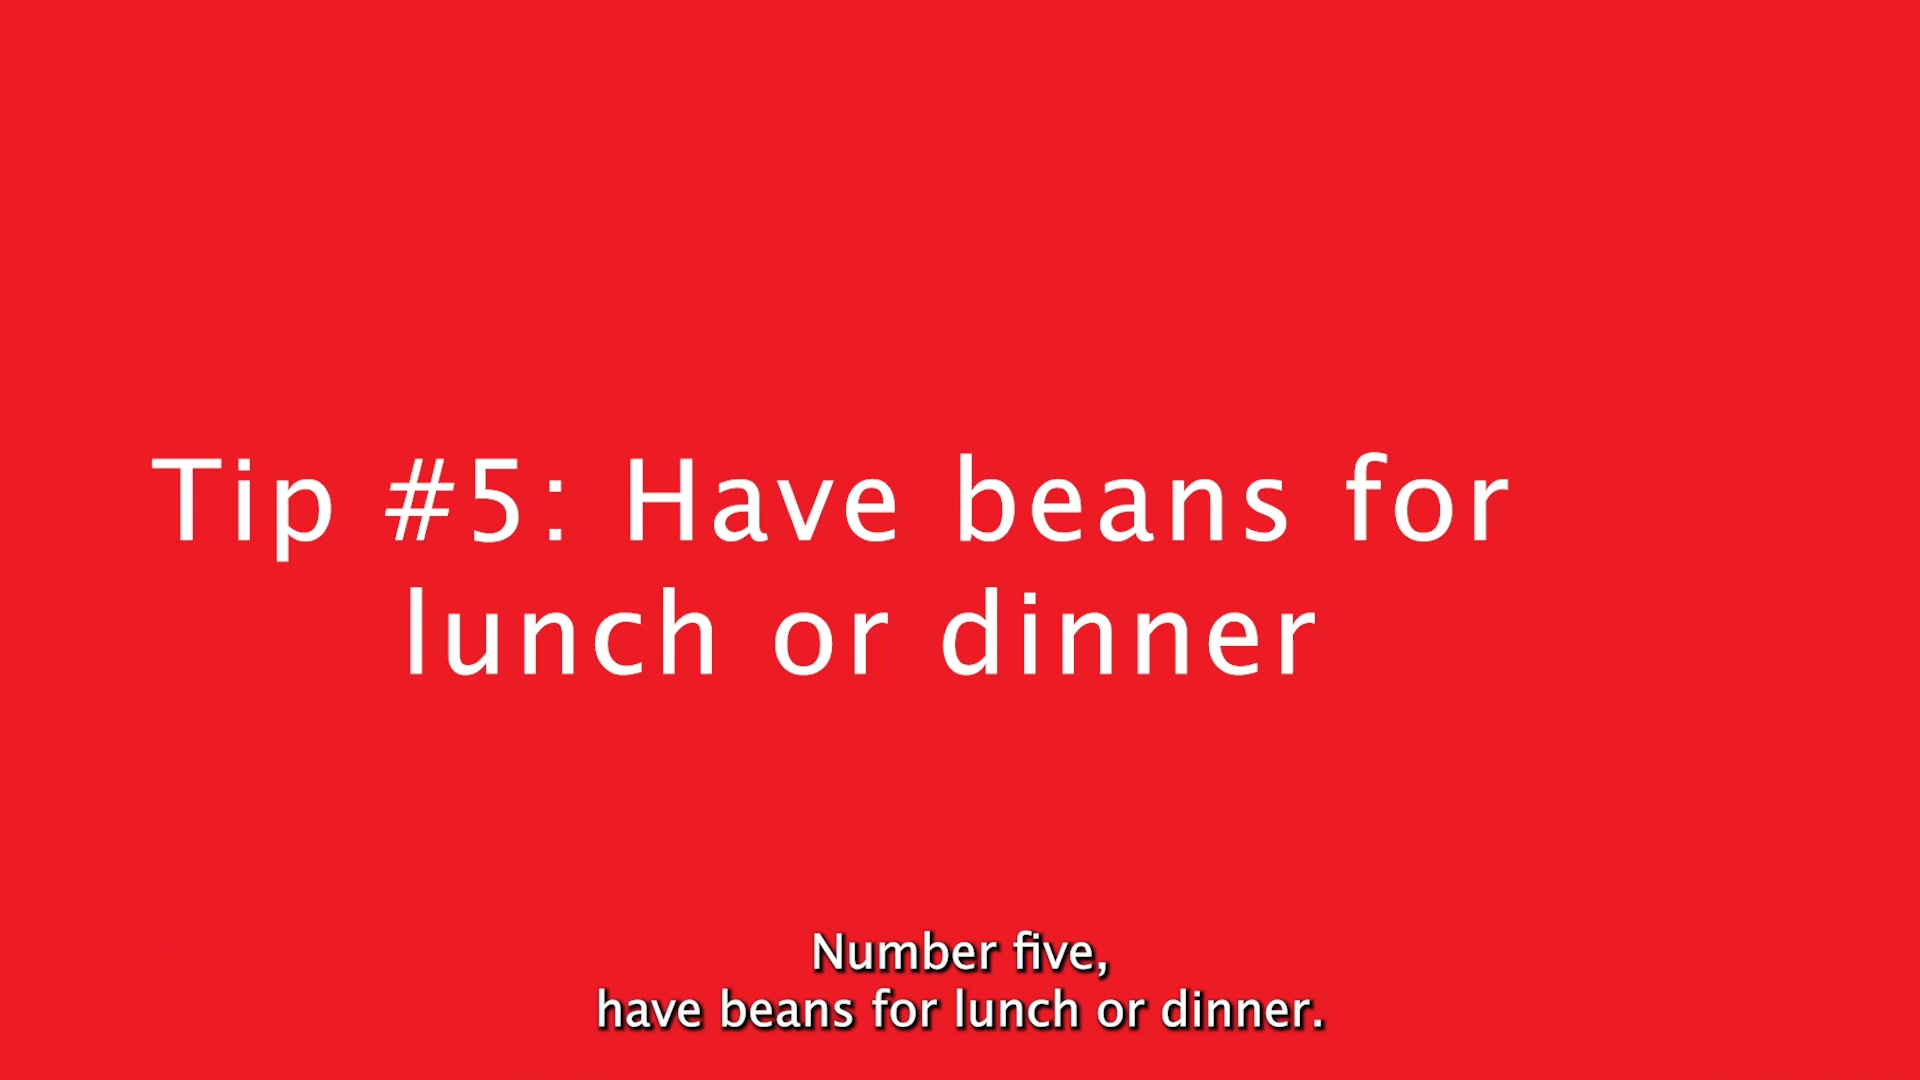 Tip #5: Have beans for
lunch or dinner
Number five,
have beans for lunch or dinner.